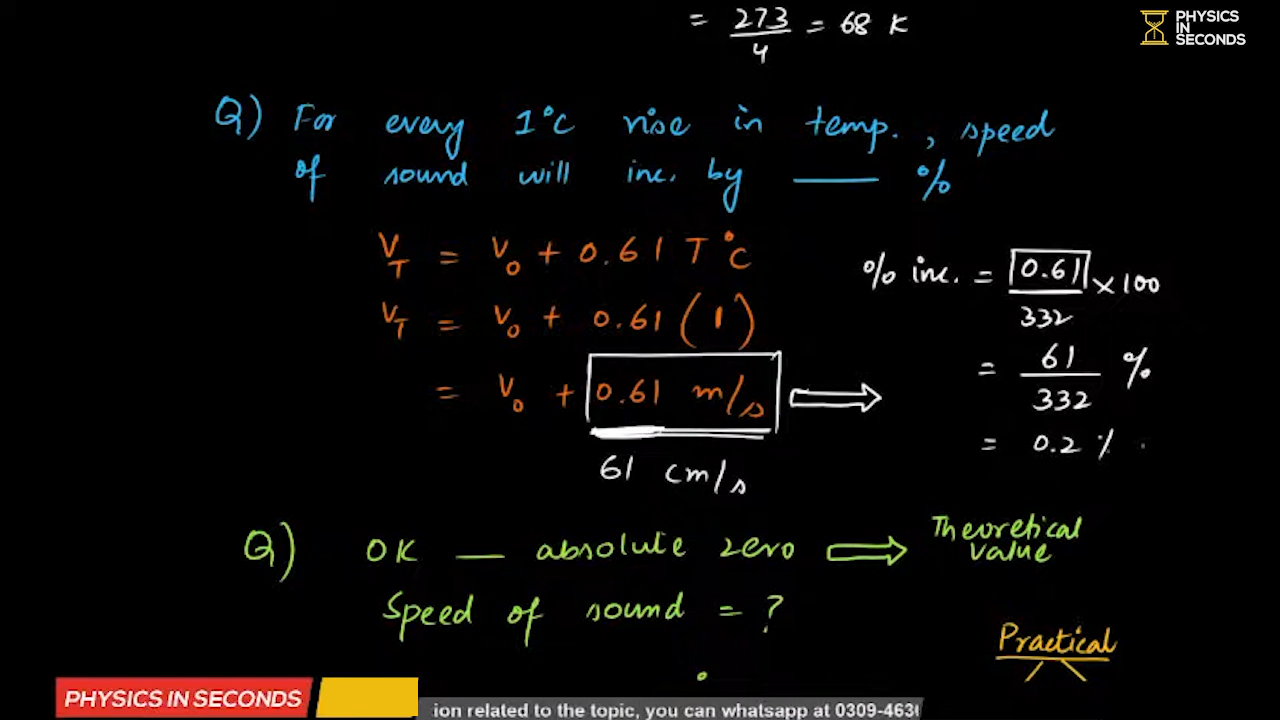 = 273/4 = 68 K
PHYSICS
IN
SECONDS
Q) For every 1°C rise in temp., speed
of sound will inc. by ____ %
V_T = V_0 + 0.61 T°C
V_T = V_0 + 0.61 (1)
= V_0 + 0.61 m/s
61 cm/s
% inc. = 0.61/332 × 100
= 61/332 %
= 0.2 %
Q) 0K — absolute zero ⇒ Theoretical
value
Speed of sound = ?
Practical
PHYSICS IN SECONDS
ion related to the topic, you can whatsapp at 0309-463